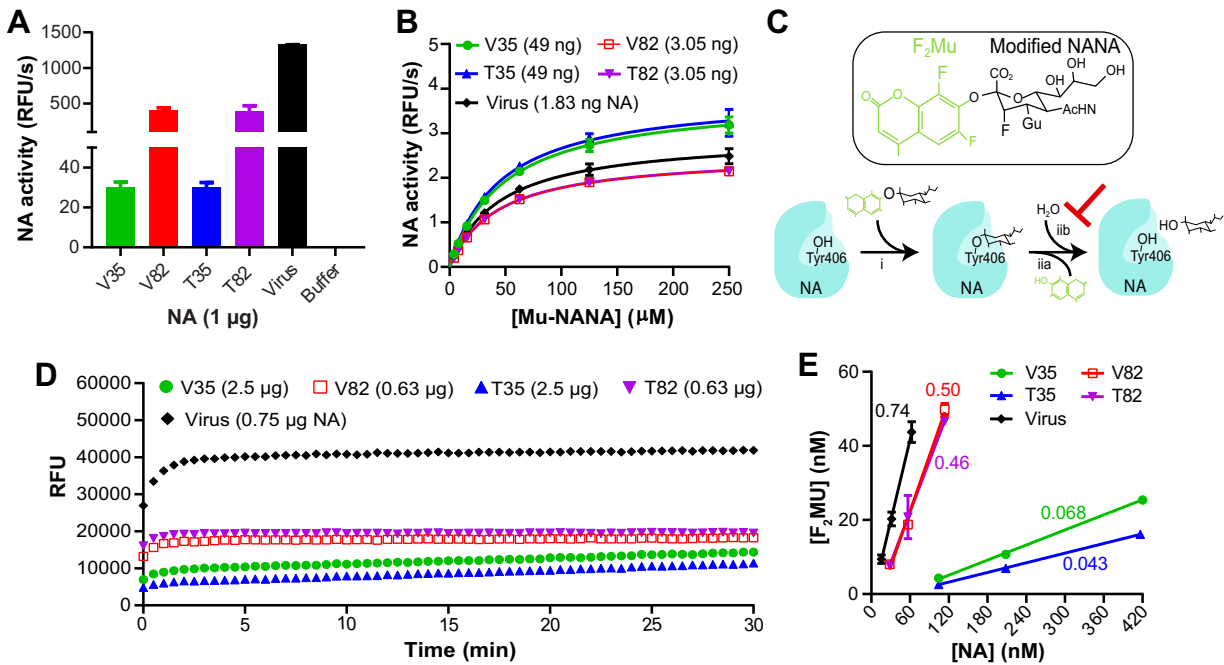 A
NA activity (RFU/s)
1500
1000
500
40
20
0
V35
V82
T35
T82
Virus
Buffer
NA (1 µg)
B
NA activity (RFU/s)
V35 (49 ng)
V82 (3.05 ng)
T35 (49 ng)
T82 (3.05 ng)
Virus (1.83 ng NA)
5
4
3
2
1
0
0 50 100 150 200 250
[Mu-NANA] (µM)
C
F2Mu
Modified NANA
F
O
O
O
F
CO2
-
O
F
Gu
AcHN
OH
OH
OH
OH
Tyr406
NA
O
i
O
Tyr406
NA
H2O
iib
iia
HO
HO
OH
Tyr406
NA
D
RFU
V35 (2.5 µg)
V82 (0.63 µg)
T35 (2.5 µg)
T82 (0.63 µg)
Virus (0.75 µg NA)
60000
50000
40000
30000
20000
10000
0
0 5 10 15 20 25 30
Time (min)
E
[F2MU] (nM)
V35
V82
T35
T82
Virus
60
40
20
0
0.74
0.50
0.46
0.068
0.043
0 60 120 180 240 300 360 420
[NA] (nM)